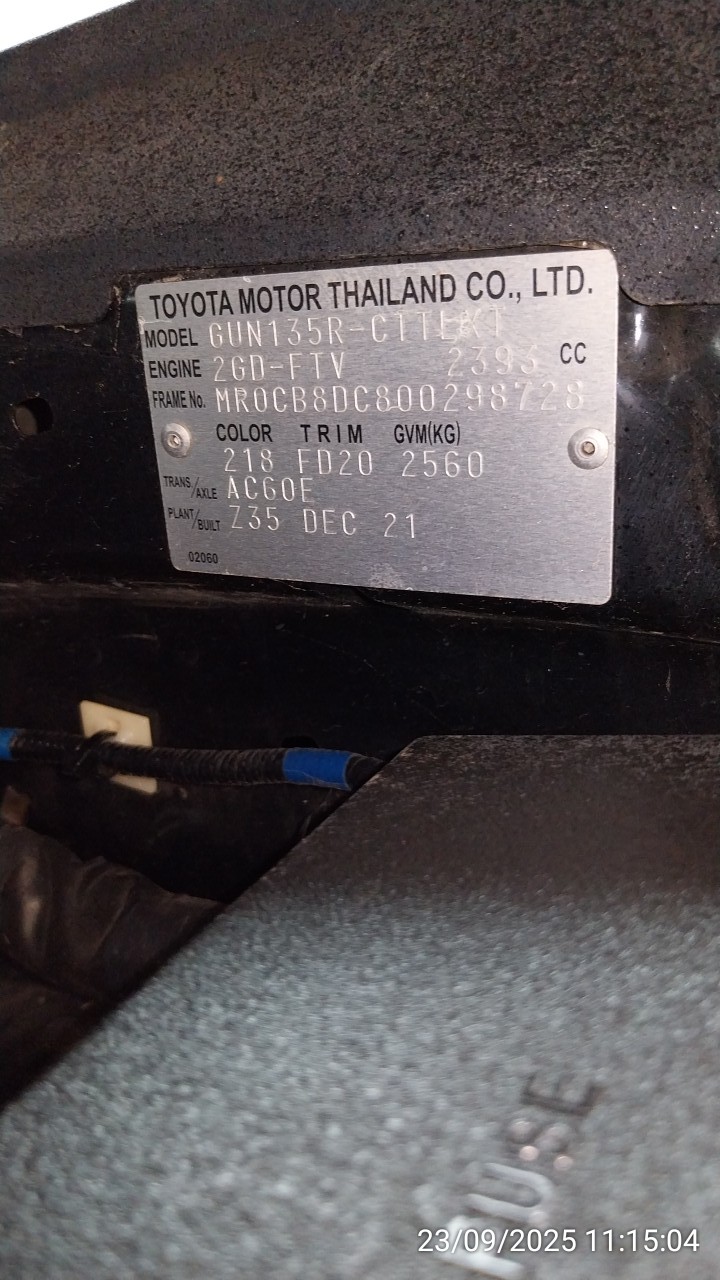 TOYOTA MOTOR THAILAND CO., LTD.
MODEL GUN135R-CTTLXT
ENGINE 2GD-FTV 2393 CC
FRAME No. MR0CB8DC800298728
COLOR TRIM GVM(KG)
218 FD20 2560
TRANS./AXLE AC60E
PLANT/BUILT Z35 DEC 21
02060
23/09/2025 11:15:04